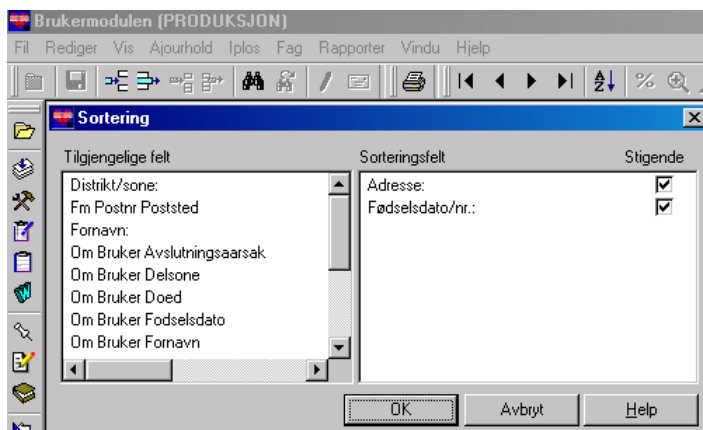 Brukermodulen (PRODUKSJON)
Fil Rediger Vis Ajourhold Iplos Fag Rapporter Vindu Hjelp
Sortering
Tilgjengelige felt
Distrikt/sone:
Fm Postnr Poststed
Fornavn:
Om Bruker Avslutningsaarsak
Om Bruker Delsone
Om Bruker Doed
Om Bruker Fodselsdato
Om Bruker Fornavn
Sorteringsfelt Stigende
Adresse:
Fødselsdato/nr.:
OK Avbryt Help